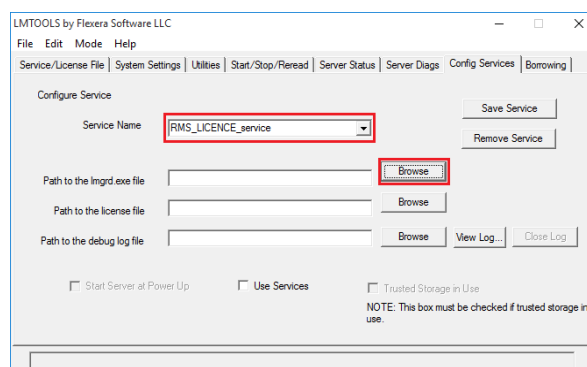 LMTOOLS by Flexera Software LLC
File Edit Mode Help
Service/License File System Settings Utilities Start/Stop/Reread Server Status Server Diags Config Services Borrowing
Configure Service
Save Service
Service Name RMS_LICENCE_service
Remove Service
Path to the lmgrd.exe file Browse
Path to the license file Browse
Path to the debug log file Browse View Log... Close Log
Start Server at Power Up Use Services Trusted Storage in Use
NOTE: This box must be checked if trusted storage in
use.